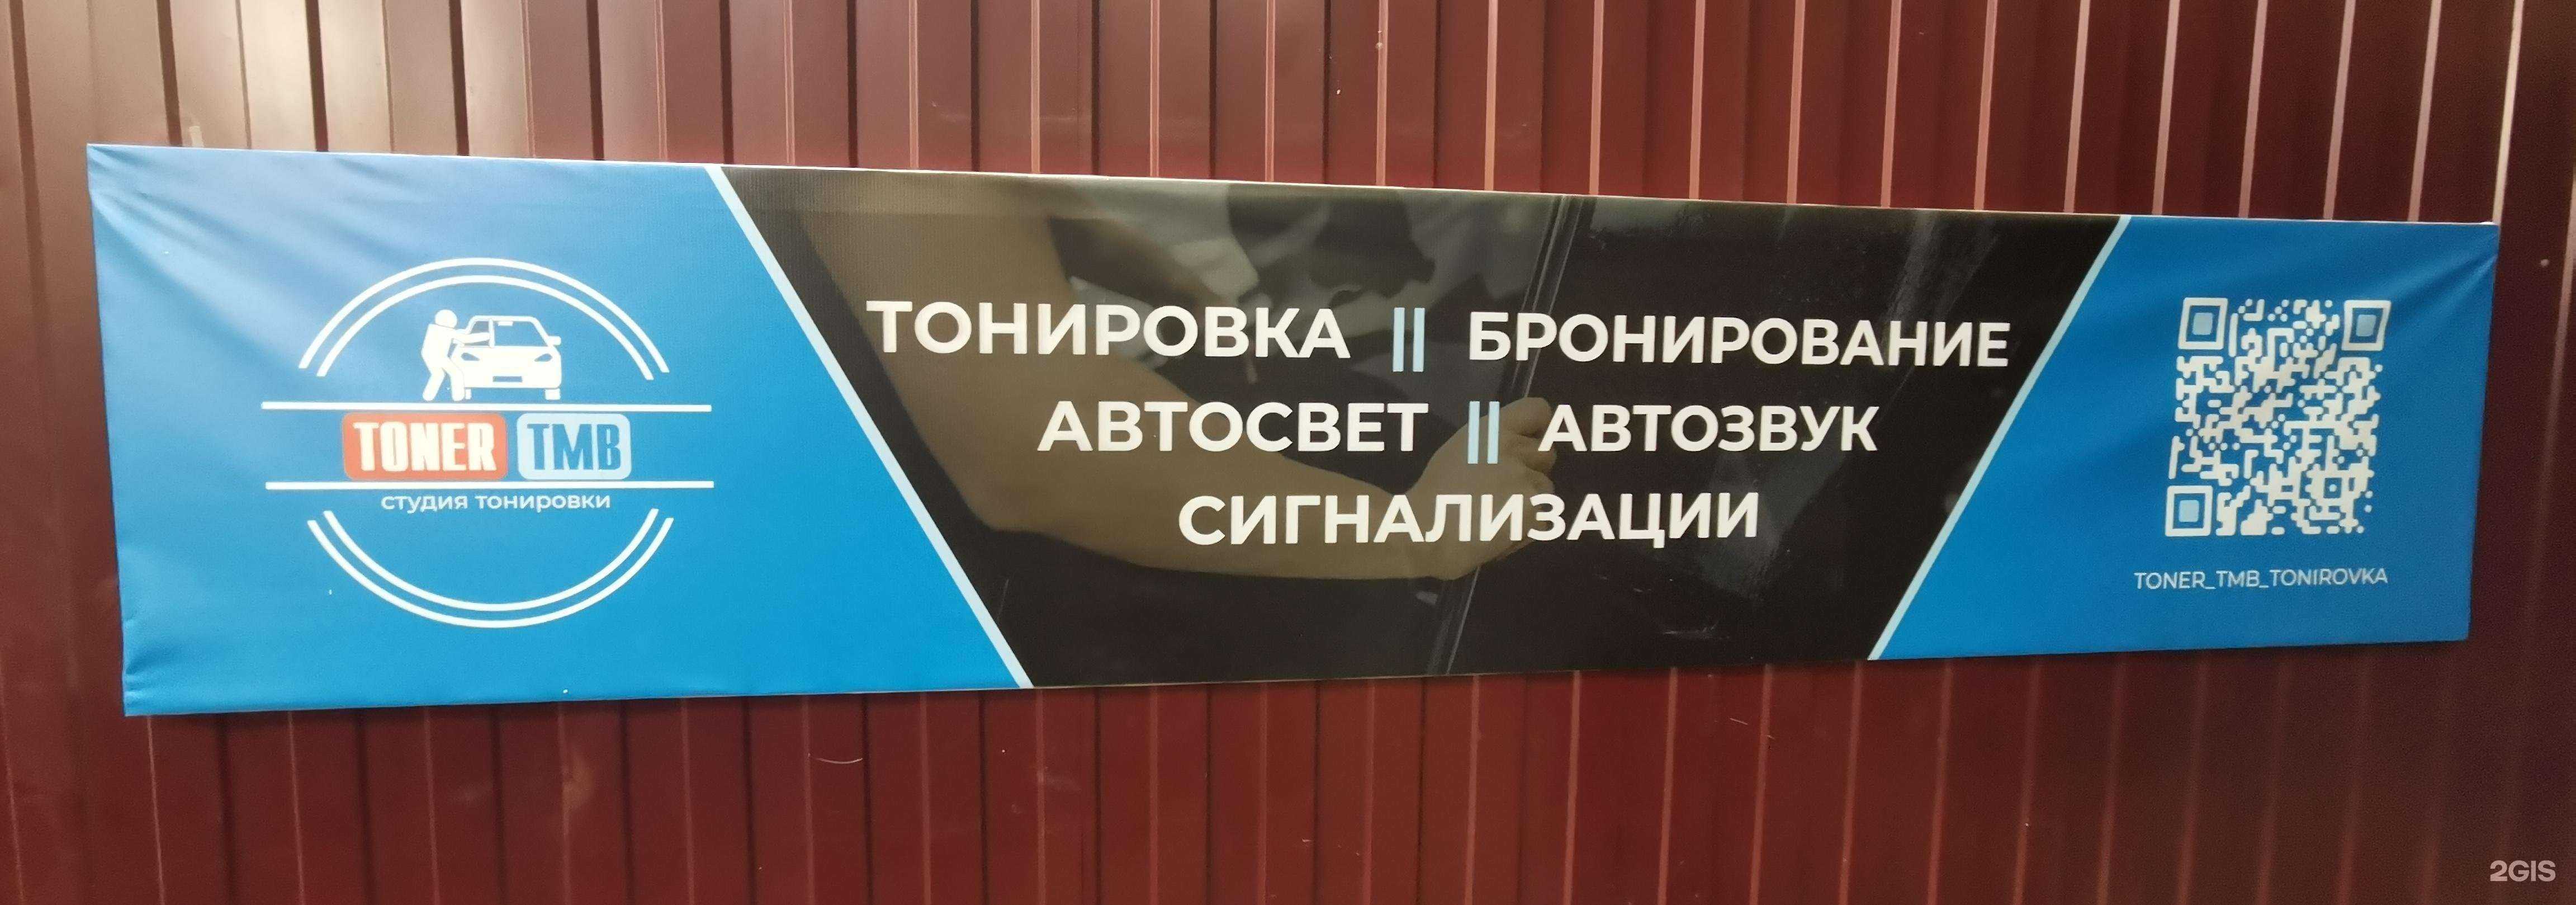 TONER TMB
студия тонировки
ТОНИРОВКА || БРОНИРОВАНИЕ
АВТОСВЕТ || АВТОЗВУК
СИГНАЛИЗАЦИИ
TONER_TMB_TONIROVKA
2GIS